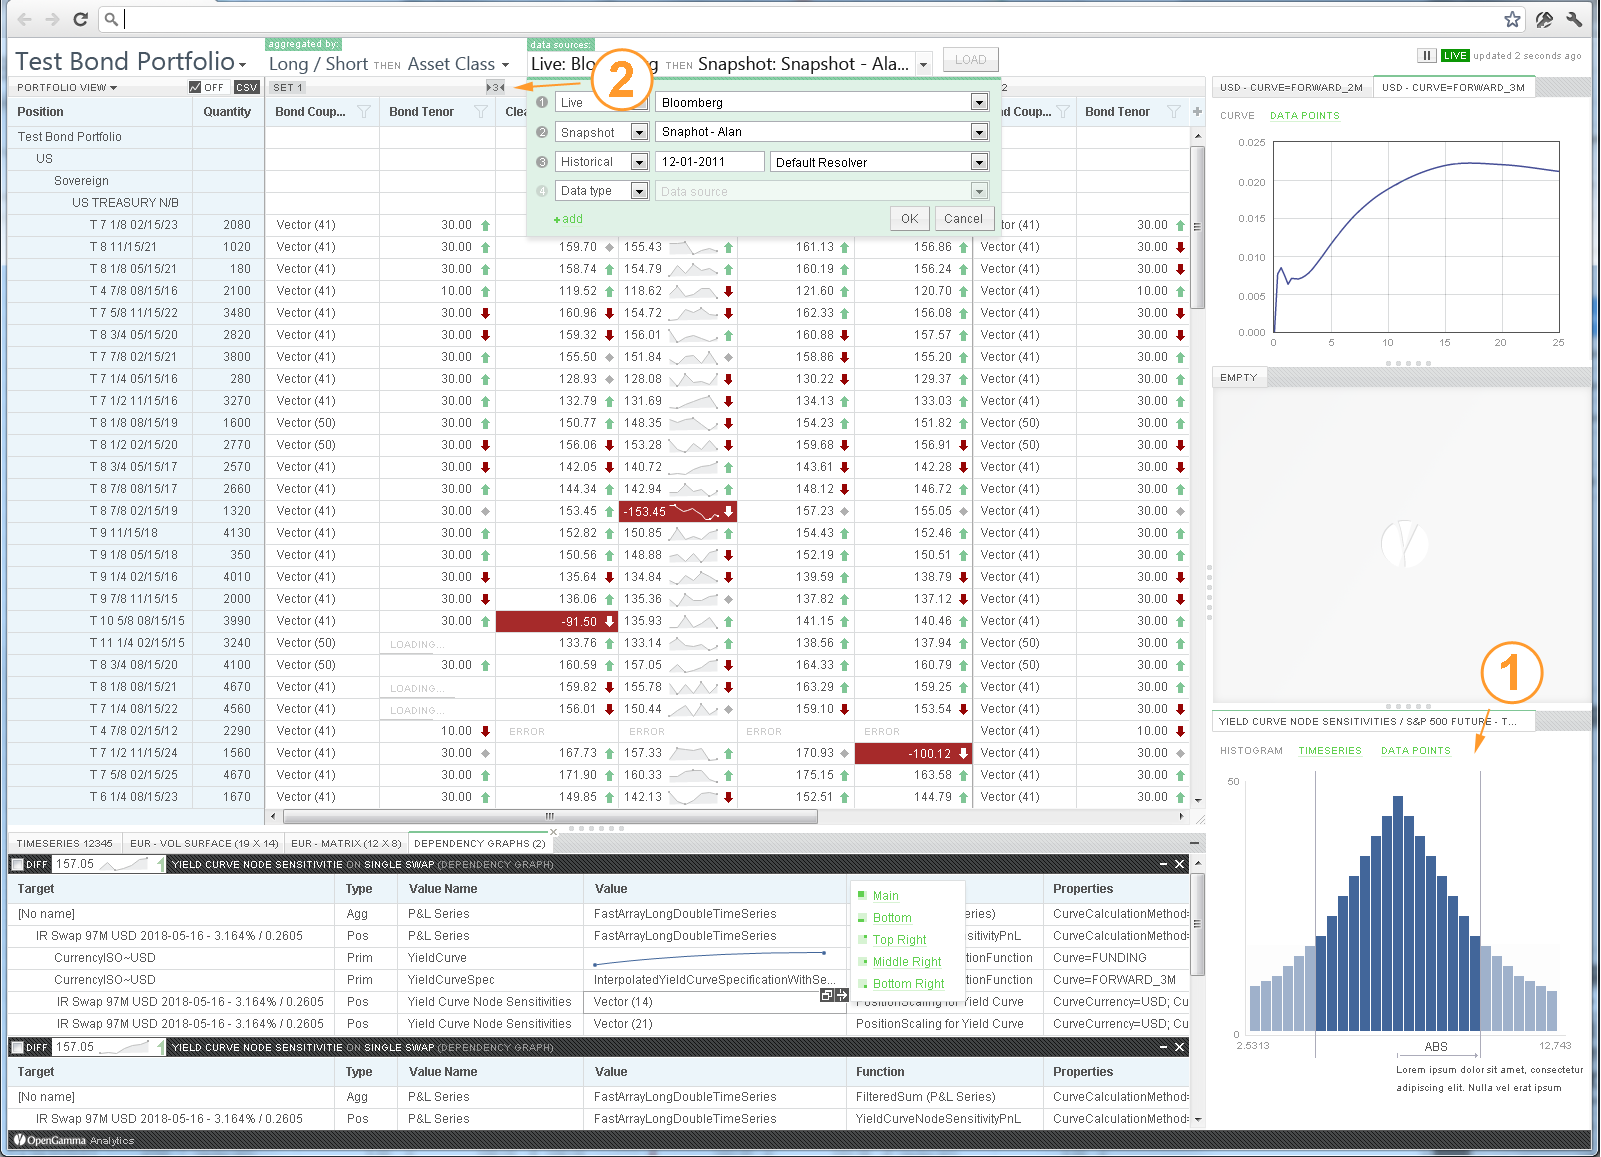 aggregated by:
data sources:
Test Bond Portfolio
Long / Short THEN Asset Class
Live: Bloo g THEN Snapshot: Snapshot - Ala...
LOAD
LIVE updated 2 seconds ago
2
PORTFOLIO VIEW OFF CSV SET 1 3 2
Position Quantity Bond Coup... Bond Tenor Clea nd Coup... Bond Tenor +
1 Live Bloomberg
2 Snapshot Snaphot - Alan
3 Historical 12-01-2011 Default Resolver
4 Data type Data source
+add OK Cancel
Test Bond Portfolio
US
Sovereign
US TREASURY N/B
T 7 1/8 02/15/23 2080 Vector (41) 30.00 tor (41) 30.00
T 8 11/15/21 1020 Vector (41) 30.00 159.70 155.43 161.13 156.86 Vector (41) 30.00
T 8 1/8 05/15/21 180 Vector (41) 30.00 158.74 154.79 160.19 156.24 Vector (41) 30.00
T 4 7/8 08/15/16 2100 Vector (41) 10.00 119.52 118.62 121.60 120.70 Vector (41) 10.00
T 7 5/8 11/15/22 3480 Vector (41) 30.00 160.96 154.72 162.33 156.08 Vector (41) 30.00
T 8 3/4 05/15/20 2820 Vector (41) 30.00 159.32 156.01 160.88 157.57 Vector (41) 30.00
T 7 7/8 02/15/21 3800 Vector (41) 30.00 155.50 151.84 158.86 155.20 Vector (41) 30.00
T 7 1/4 05/15/16 280 Vector (41) 30.00 128.93 128.08 130.22 129.37 Vector (41) 30.00
T 7 1/2 11/15/16 3270 Vector (41) 30.00 132.79 131.69 134.13 133.03 Vector (41) 30.00
T 8 1/8 08/15/19 1600 Vector (50) 30.00 150.77 148.35 154.23 151.82 Vector (50) 30.00
T 8 1/2 02/15/20 2770 Vector (50) 30.00 156.06 153.28 159.68 156.91 Vector (50) 30.00
T 8 3/4 05/15/17 2570 Vector (41) 30.00 142.05 140.72 143.61 142.28 Vector (41) 30.00
T 8 7/8 08/15/17 2660 Vector (41) 30.00 144.34 142.94 148.12 146.72 Vector (41) 30.00
T 8 7/8 02/15/19 1320 Vector (41) 30.00 153.45 -153.45 157.23 155.05 Vector (41) 30.00
T 9 11/15/18 4130 Vector (41) 30.00 152.82 150.85 154.43 152.46 Vector (41) 30.00
T 9 1/8 05/15/18 350 Vector (41) 30.00 150.56 148.88 152.19 150.51 Vector (41) 30.00
T 9 1/4 02/15/16 4010 Vector (41) 30.00 135.64 134.84 139.59 138.79 Vector (41) 30.00
T 9 7/8 11/15/15 2000 Vector (41) 30.00 136.06 135.36 137.82 137.12 Vector (41) 30.00
T 10 5/8 08/15/15 3990 Vector (41) 30.00 -91.50 135.93 141.15 140.46 Vector (41) 30.00
T 11 1/4 02/15/15 3240 Vector (50) LOADING... 133.76 133.14 138.56 137.94 Vector (50) 30.00
T 8 3/4 08/15/20 4100 Vector (50) 30.00 160.59 157.05 164.33 160.79 Vector (50) 30.00
T 8 1/8 08/15/21 4670 Vector (41) LOADING... 159.82 155.78 163.29 159.25 Vector (41) 30.00
T 7 1/4 08/15/22 4560 Vector (41) LOADING... 156.01 150.44 159.10 153.54 Vector (41) 30.00
T 4 7/8 02/15/12 2290 Vector (41) 10.00 ERROR ERROR ERROR ERROR Vector (41) 10.00
T 7 1/2 11/15/24 1560 Vector (41) 30.00 167.73 157.33 170.93 -100.12 Vector (41) 30.00
T 7 5/8 02/15/25 4670 Vector (41) 30.00 171.90 160.33 175.15 163.58 Vector (41) 30.00
T 6 1/4 08/15/23 1670 Vector (41) 30.00 149.85 142.13 152.51 144.79 Vector (41) 30.00
USD - CURVE=FORWARD_2M USD - CURVE=FORWARD_3M
CURVE DATA POINTS
0.025
0.020
0.015
0.010
0.005
0.000
0 5 10 15 20 25
EMPTY
1
YIELD CURVE NODE SENSITIVITIES / S&P 500 FUTURE - T...
HISTOGRAM TIMESERIES DATA POINTS
50
0
2.5313 ABS 12,743
Lorem ipsum dolor sit amet, consectetur
adipiscing elit. Nulla vel erat ipsum
TIMESERIES 12345 EUR - VOL SURFACE (19 X 14) EUR - MATRIX (12 X 8) DEPENDENCY GRAPHS (2)
DIFF 157.05 YIELD CURVE NODE SENSITIVITIE ON SINGLE SWAP (DEPENDENCY GRAPH)
Target Type Value Name Value Properties
[No name] Agg P&L Series FastArrayLongDoubleTimeSeries eries) CurveCalculationMethod=
IR Swap 97M USD 2018-05-16 - 3.164% / 0.2605 Pos P&L Series FastArrayLongDoubleTimeSeries sitivityPnL CurveCalculationMethod=
CurrencyISO~USD Prim YieldCurve tionFunction Curve=FUNDING
CurrencyISO~USD Prim YieldCurveSpec InterpolatedYieldCurveSpecificationWithSe... tionFunction Curve=FORWARD_3M
IR Swap 97M USD 2018-05-16 - 3.164% / 0.2605 Pos Yield Curve Node Sensitivities Vector (14) PositionScaling for Yield Curve CurveCurrency=USD; Cu
IR Swap 97M USD 2018-05-16 - 3.164% / 0.2605 Pos Yield Curve Node Sensitivities Vector (21) PositionScaling for Yield Curve CurveCurrency=USD; Cu
Main
Bottom
Top Right
Middle Right
Bottom Right
DIFF 157.05 YIELD CURVE NODE SENSITIVITIE ON SINGLE SWAP (DEPENDENCY GRAPH)
Target Type Value Name Value Function Properties
[No name] Agg P&L Series FastArrayLongDoubleTimeSeries FilteredSum (P&L Series) CurveCalculationMethod=
IR Swap 97M USD 2018-05-16 - 3.164% / 0.2605 Pos P&L Series FastArrayLongDoubleTimeSeries YieldCurveNodeSensitivityPnL CurveCalculationMethod=
OpenGamma Analytics